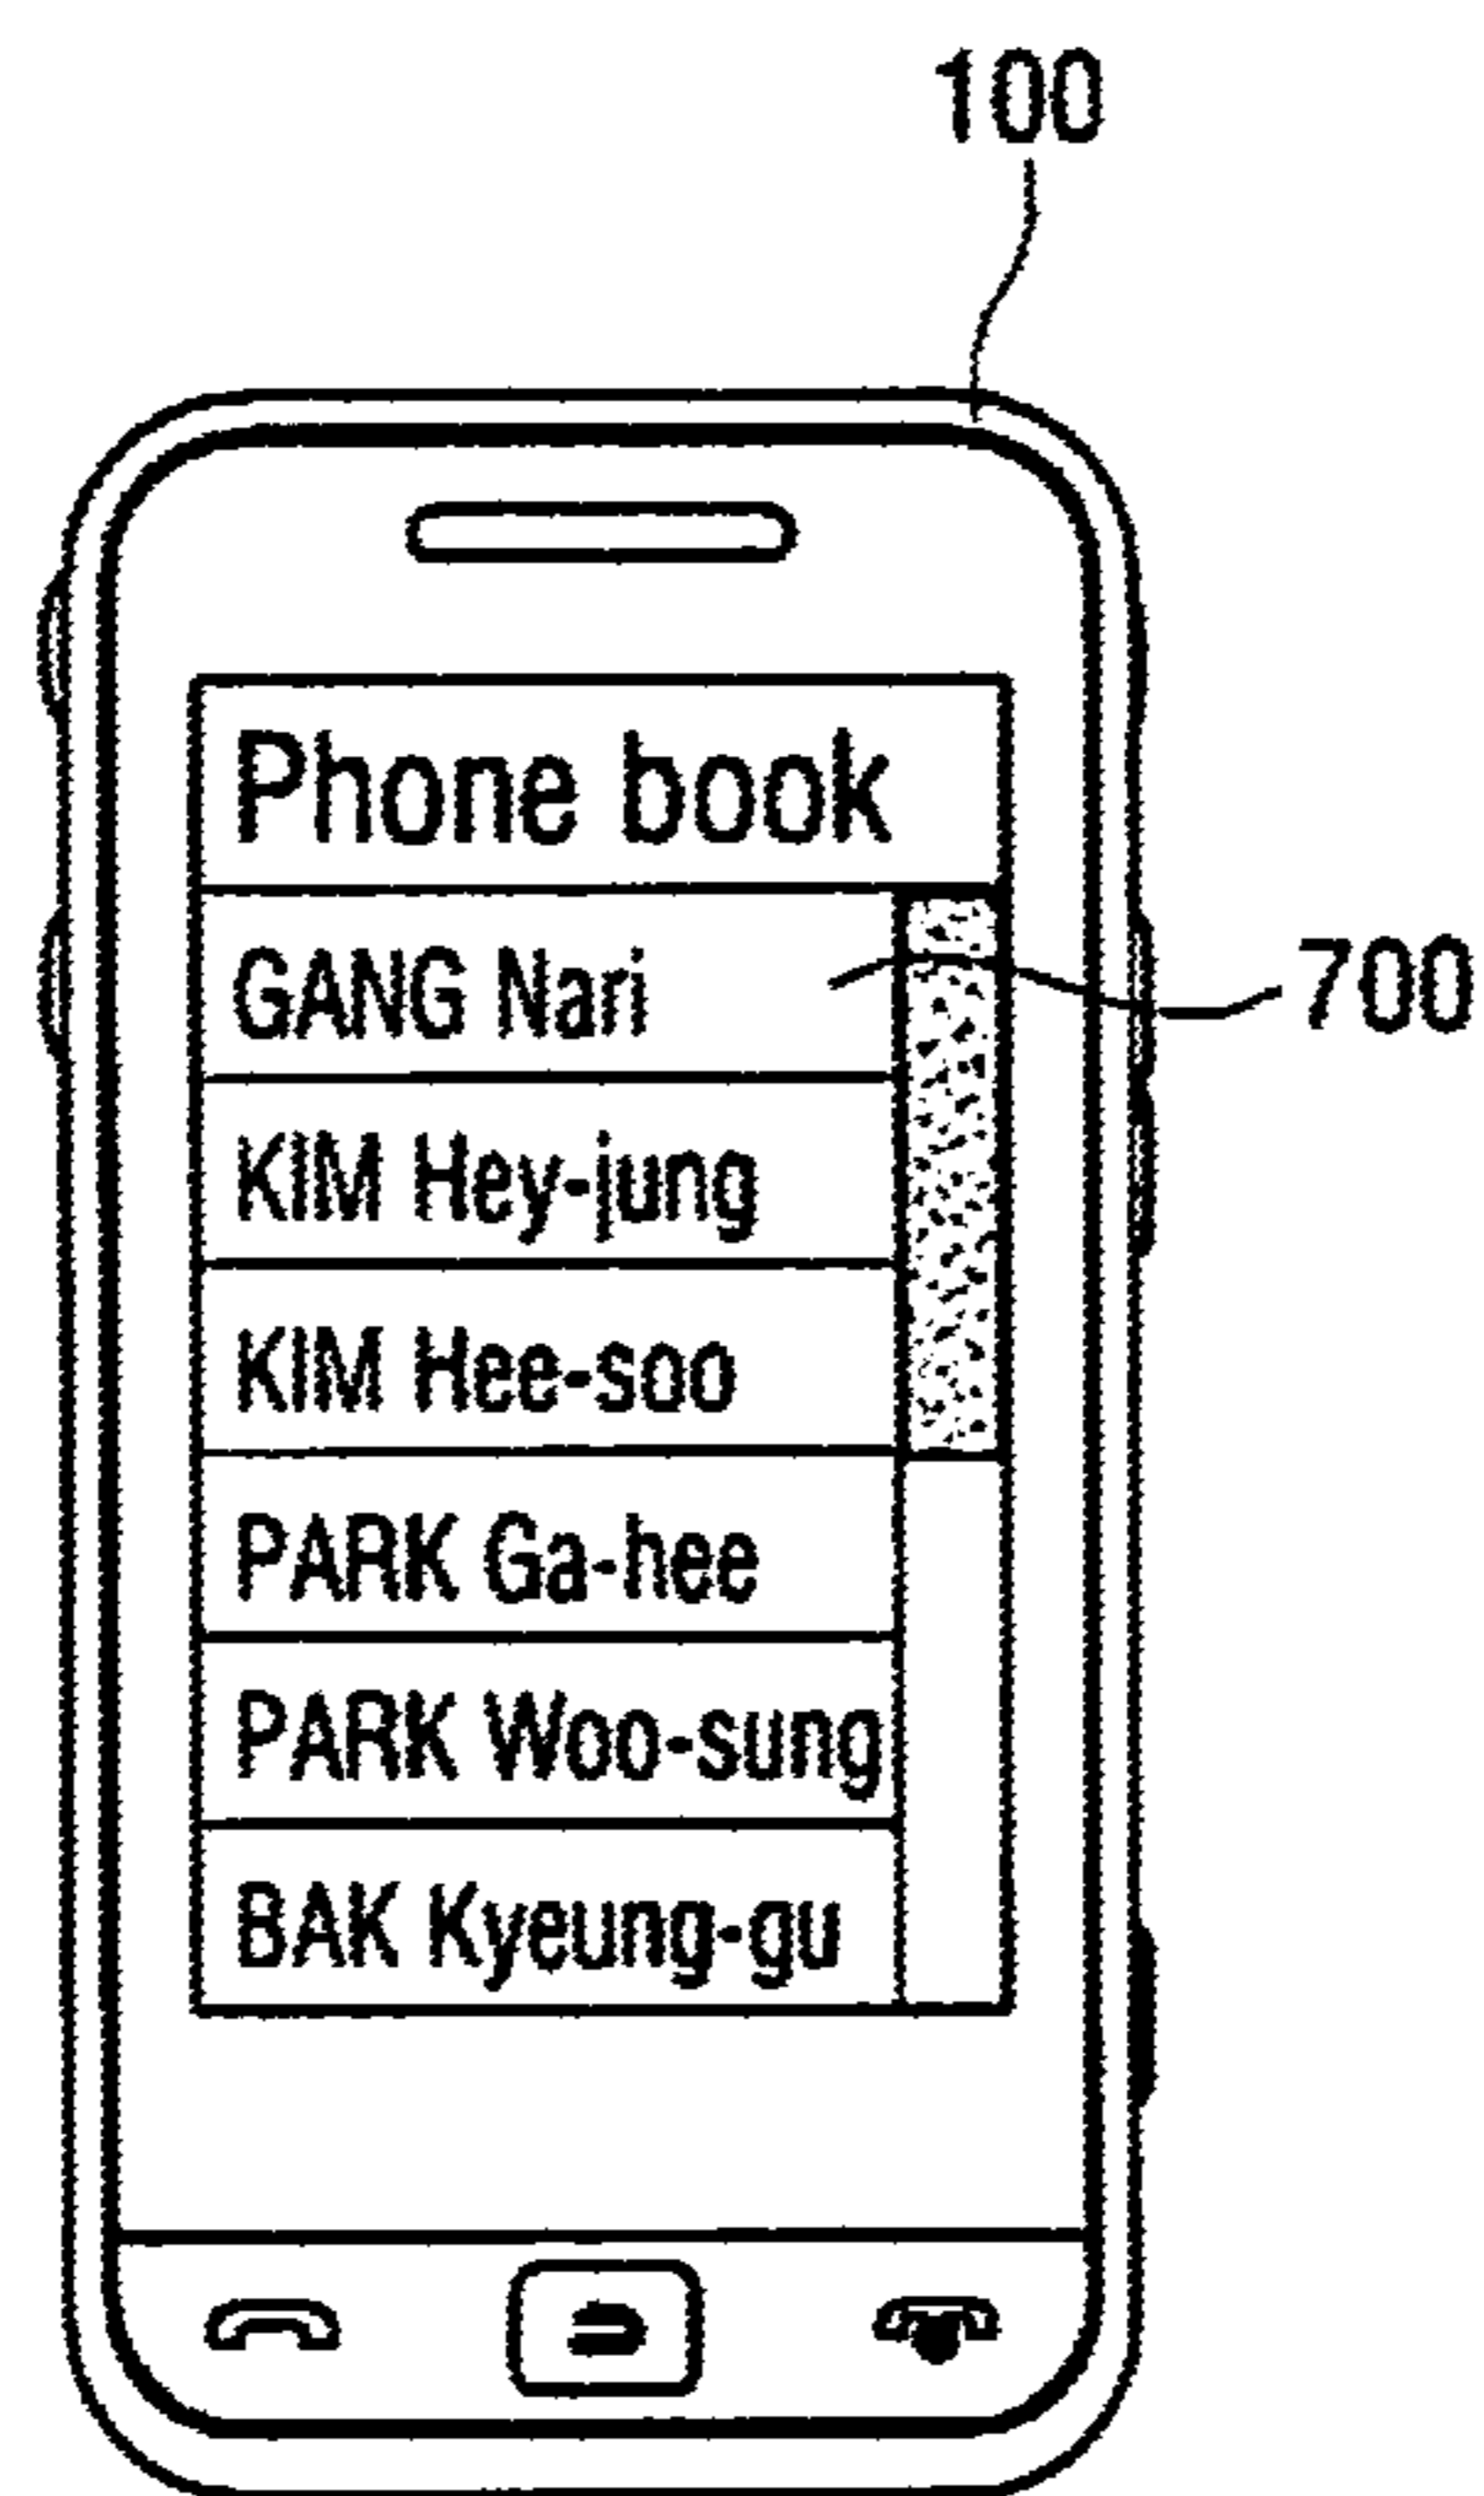 100
Phone book
GANG Nari
700
KIM Hey-jung
KIM Hee-soo
PARK Ga-hee
PARK Woo-sung
BAK Kyeung-gu